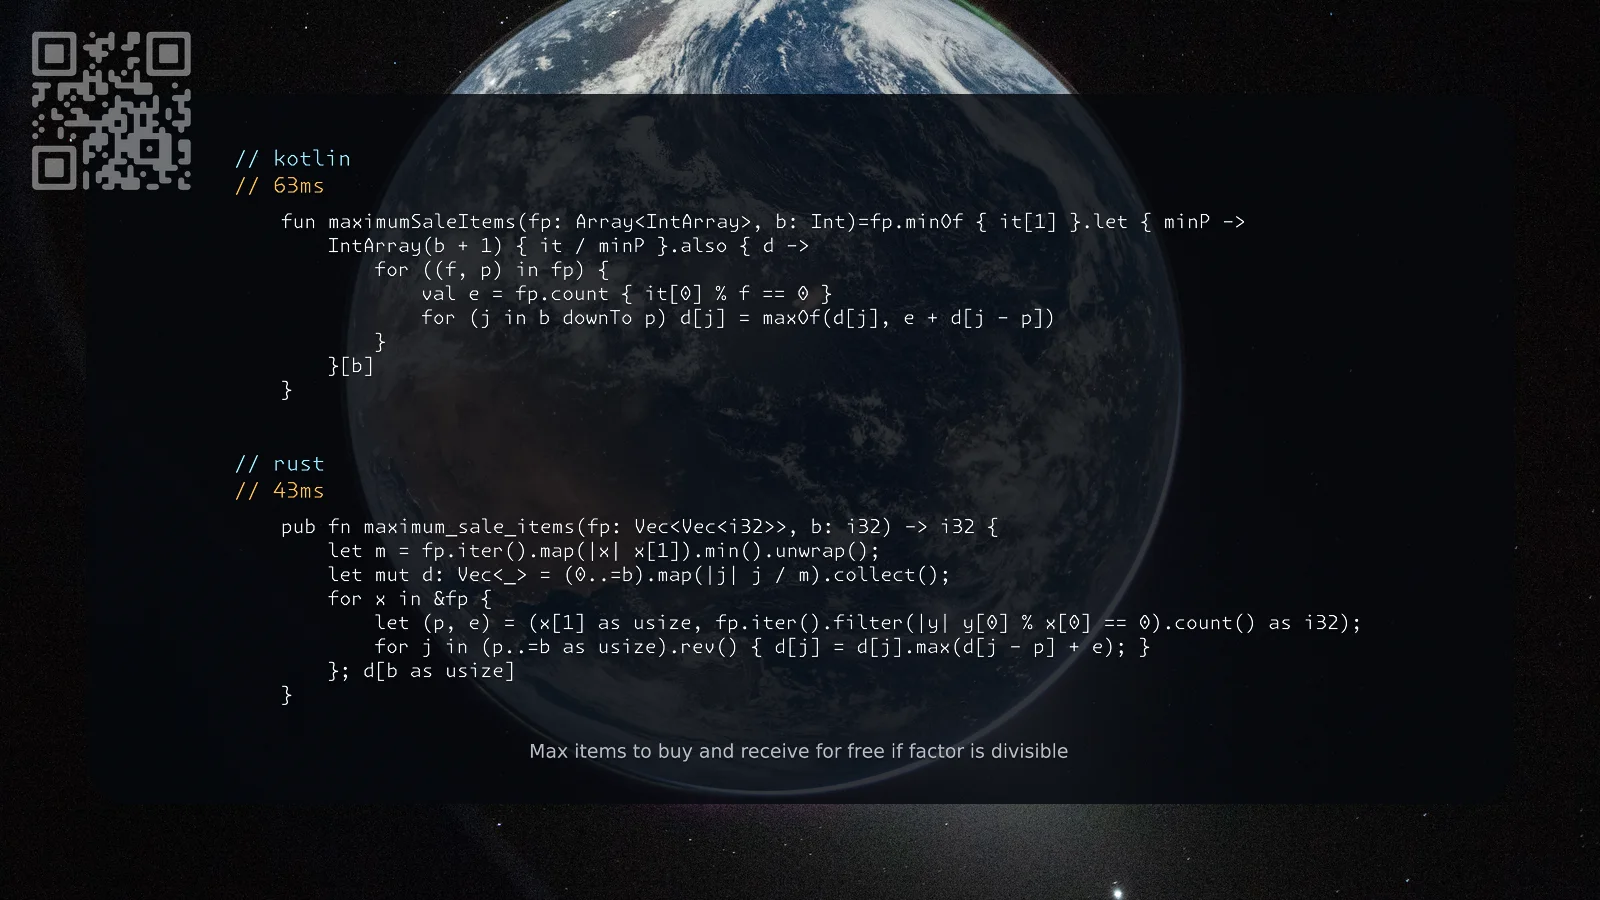 // kotlin
// 63ms
fun maximumSaleItems(fp: Array<IntArray>, b: Int)=fp.minOf { it[1] }.let { minP ->
IntArray(b + 1) { it / minP }.also { d ->
for ((f, p) in fp) {
val e = fp.count { it[0] % f == 0 }
for (j in b downTo p) d[j] = maxOf(d[j], e + d[j - p])
}
}[b]
}
// rust
// 43ms
pub fn maximum_sale_items(fp: Vec<Vec<i32>>, b: i32) -> i32 {
let m = fp.iter().map(|x| x[1]).min().unwrap();
let mut d: Vec<_> = (0..=b).map(|j| j / m).collect();
for x in &fp {
let (p, e) = (x[1] as usize, fp.iter().filter(|y| y[0] % x[0] == 0).count() as i32);
for j in (p..=b as usize).rev() { d[j] = d[j].max(d[j - p] + e); }
}; d[b as usize]
}
Max items to buy and receive for free if factor is divisible